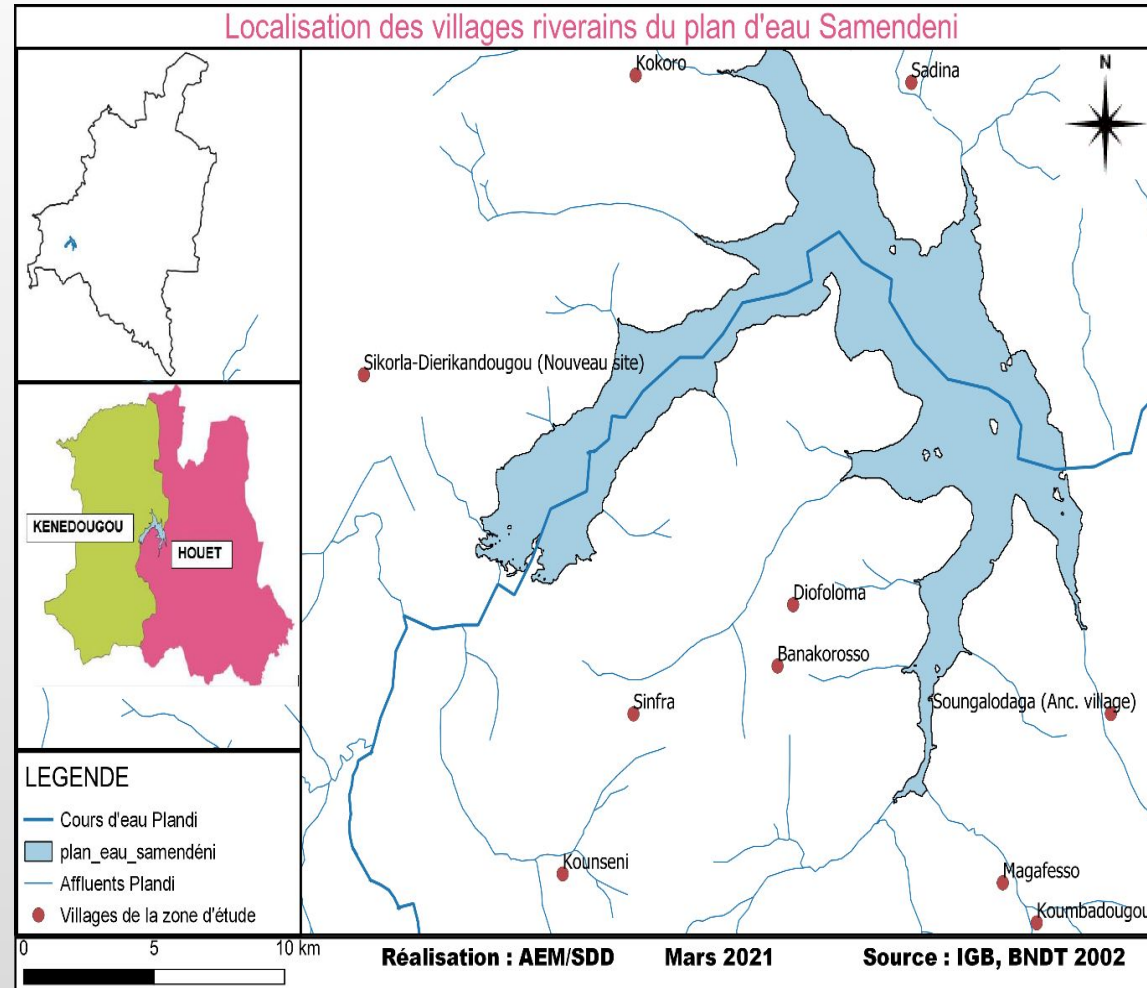 Localisation des villages riverains du plan d'eau Samendeni
Kokoro
Sadina
N
Sikorla-Dierikandougou (Nouveau site)
KENEDOUGOU
HOUET
Diofoloma
Banakorosso
Sinfra
Soungalodaga (Anc. village)
Kounseni
Magafesso
Koumbadougou
LEGENDE
Cours d'eau Plandi
plan_eau_samendéni
Affluents Plandi
Villages de la zone d'étude
0 5 10 km
Réalisation : AEM/SDD Mars 2021 Source : IGB, BNDT 2002